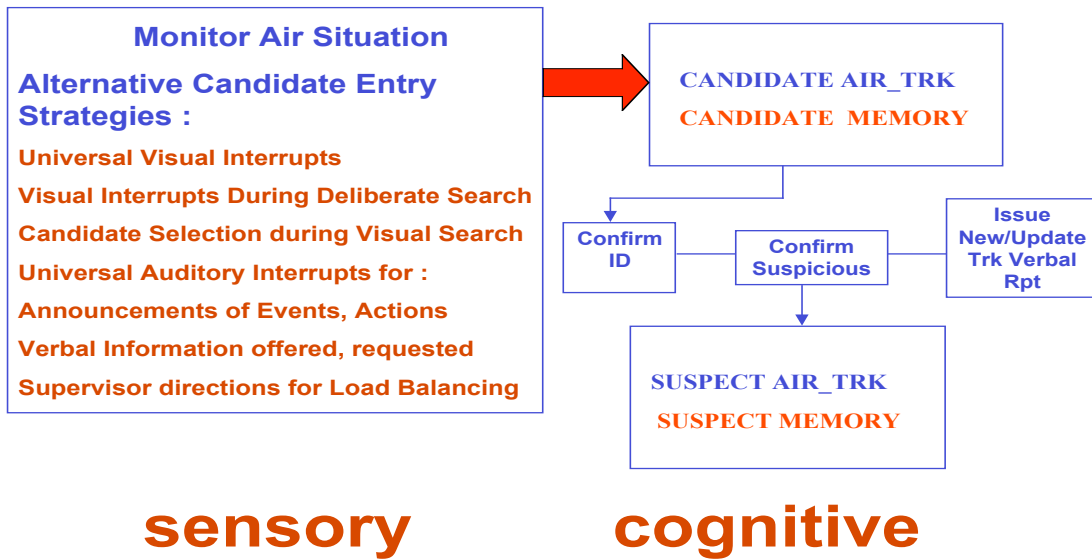 Monitor Air Situation
Alternative Candidate Entry
Strategies :
Universal Visual Interrupts
Visual Interrupts During Deliberate Search
Candidate Selection during Visual Search
Universal Auditory Interrupts for :
Announcements of Events, Actions
Verbal Information offered, requested
Supervisor directions for Load Balancing
CANDIDATE AIR_TRK
CANDIDATE MEMORY
Confirm
ID
Confirm
Suspicious
Issue
New/Update
Trk Verbal
Rpt
SUSPECT AIR_TRK
SUSPECT MEMORY
sensory
cognitive